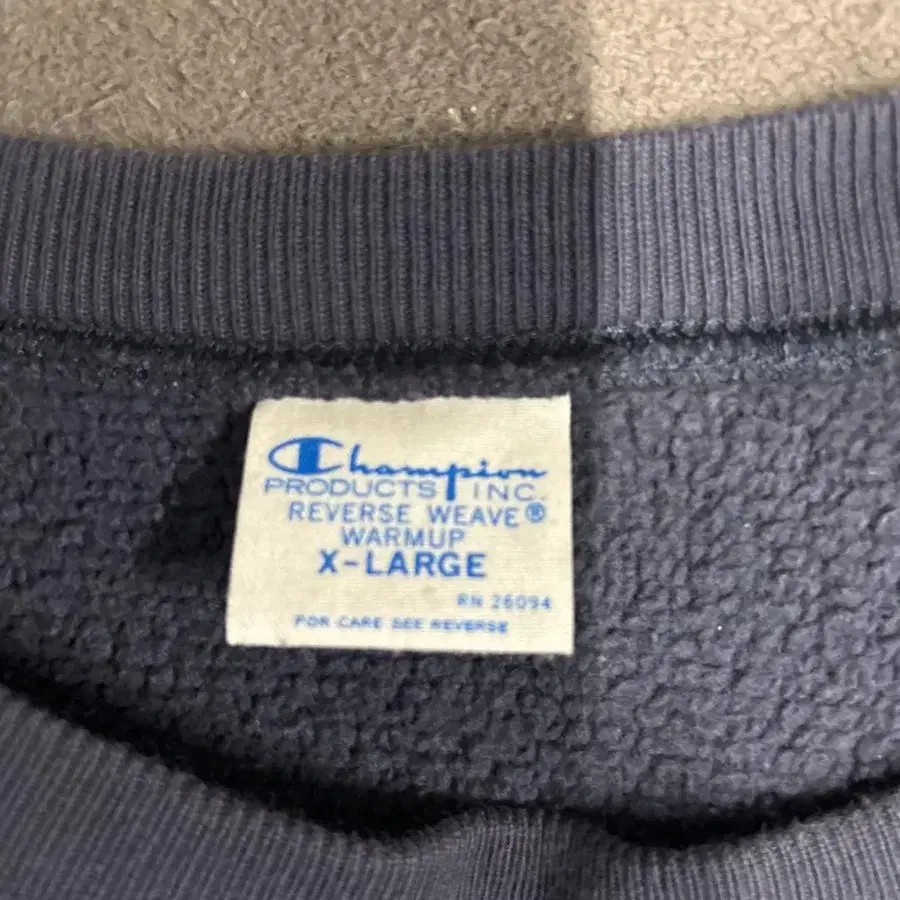 Champion
PRODUCTS INC.
REVERSE WEAVE®
WARMUP
X-LARGE
RN 26094
FOR CARE SEE REVERSE